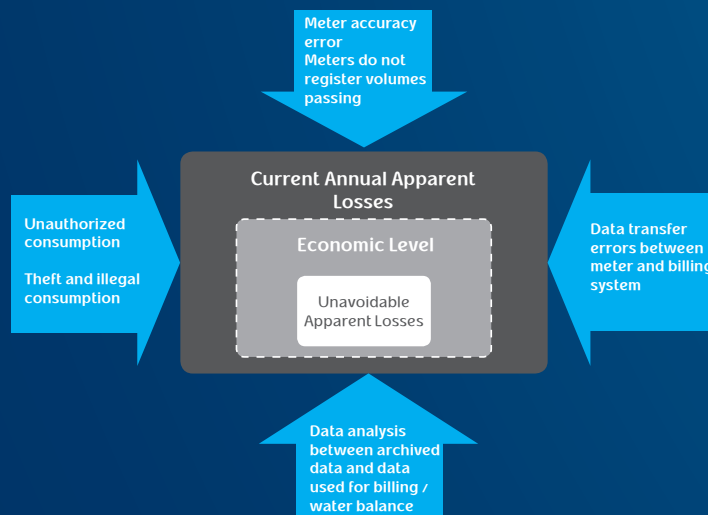 Meter accuracy
error
Meters do not
register volumes
passing
Current Annual Apparent
Losses
Economic Level
Unavoidable
Apparent Losses
Unauthorized
consumption
Theft and illegal
consumption
Data transfer
errors between
meter and billing
system
Data analysis
between archived
data and data
used for billing /
water balance